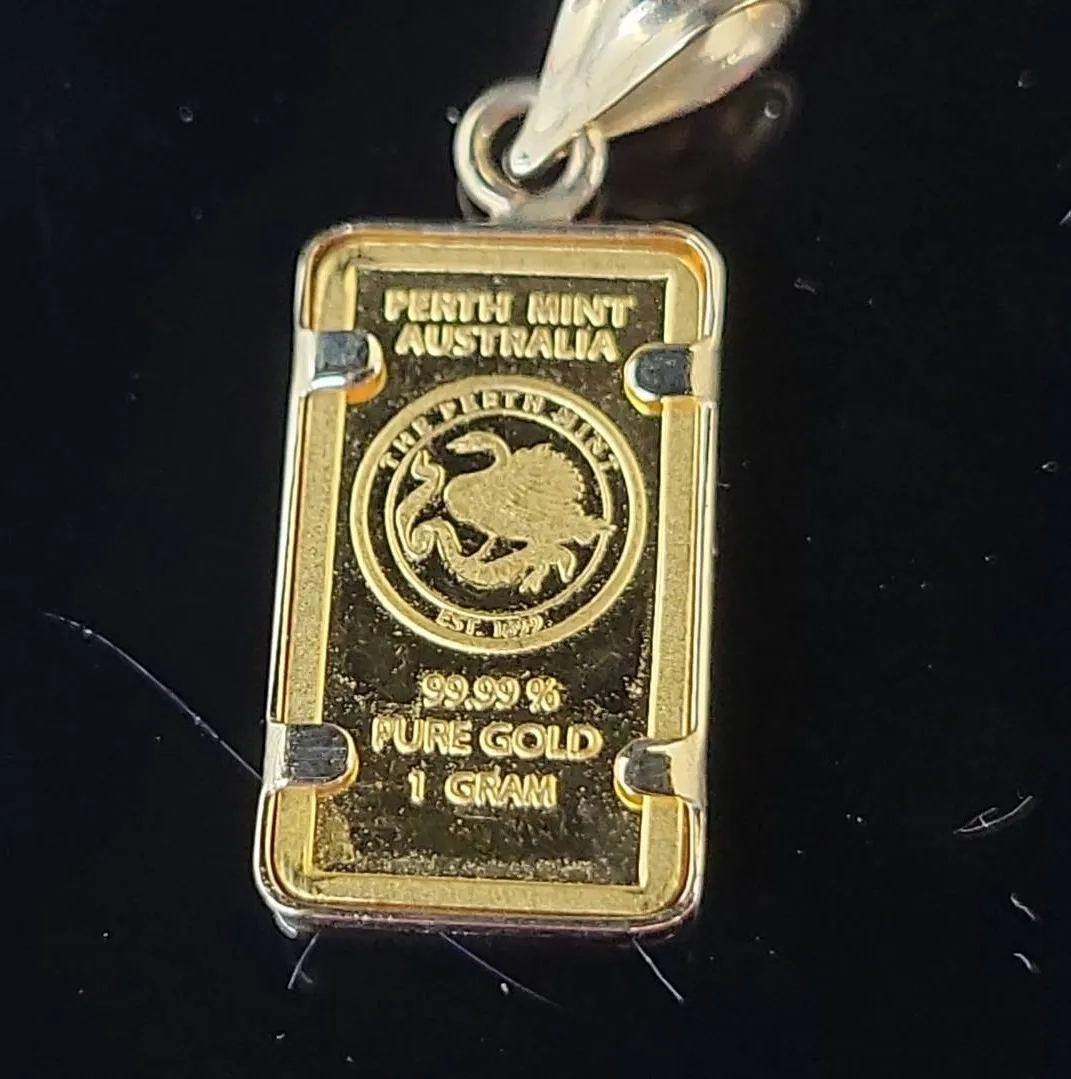 PERTH MINT
AUSTRALIA
THE PERTH MINT
EST. 1899
99.99 %
PURE GOLD
1 GRAM